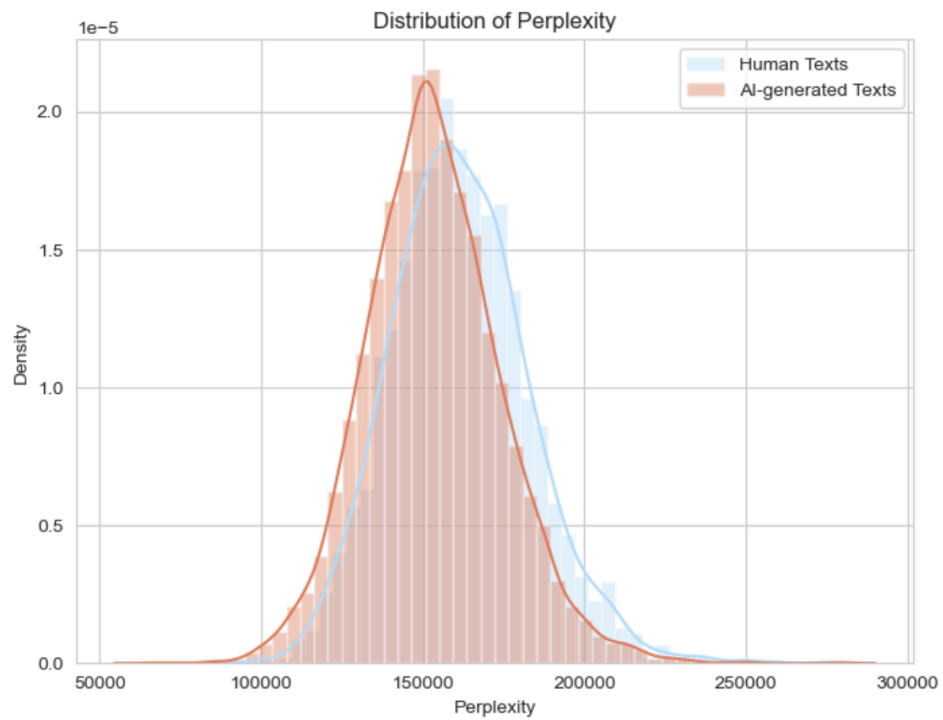 Distribution of Perplexity
1e−5
Human Texts
AI-generated Texts
2.0
1.5
1.0
0.5
0.0
Density
50000 100000 150000 200000 250000 300000
Perplexity